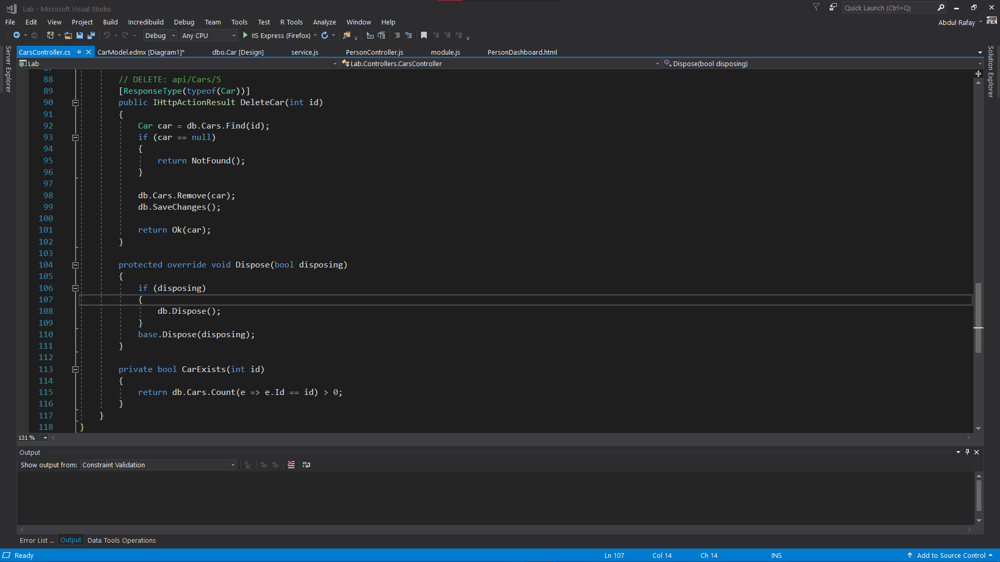 Lab - Microsoft Visual Studio
Quick Launch (Ctrl+Q)
File Edit View Project Build Incredibuild Debug Team Tools Test R Tools Analyze Window Help
Abdul Rafay
Debug Any CPU IIS Express (Firefox)
Server Explorer
Solution Explorer
CarsController.cs CarModel.edmx [Diagram1]* dbo.Car [Design] service.js PersonController.js module.js PersonDashboard.html
Lab Lab.Controllers.CarsController Dispose(bool disposing)
87
88 // DELETE: api/Cars/5
89 [ResponseType(typeof(Car))]
90 public IHttpActionResult DeleteCar(int id)
91 {
92 Car car = db.Cars.Find(id);
93 if (car == null)
94 {
95 return NotFound();
96 }
97
98 db.Cars.Remove(car);
99 db.SaveChanges();
100
101 return Ok(car);
102 }
103
104 protected override void Dispose(bool disposing)
105 {
106 if (disposing)
107 {
108 db.Dispose();
109 }
110 base.Dispose(disposing);
111 }
112
113 private bool CarExists(int id)
114 {
115 return db.Cars.Count(e => e.Id == id) > 0;
116 }
117 }
118 }
131 %
Output
Show output from: Constraint Validation
Error List ... Output Data Tools Operations
Ready Ln 107 Col 14 Ch 14 INS Add to Source Control